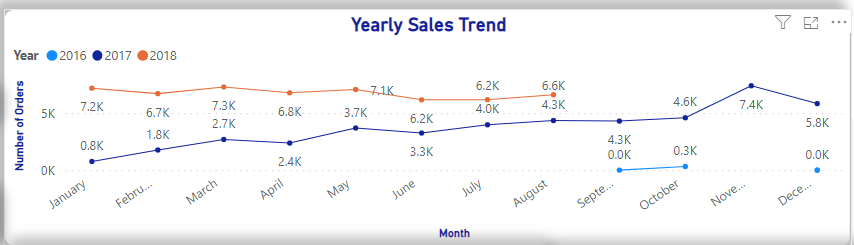 Yearly Sales Trend
Year 2016 2017 2018
Number of Orders
5K
0K
7.2K 6.7K 7.3K 6.8K 7.1K 6.2K 6.2K 6.6K
0.8K 1.8K 2.7K 2.4K 3.7K 3.3K 4.0K 4.3K 4.3K 4.6K 7.4K 5.8K
0.0K 0.3K 0.0K
January Febru... March April May June July August Septe... October Nove... Dece...
Month